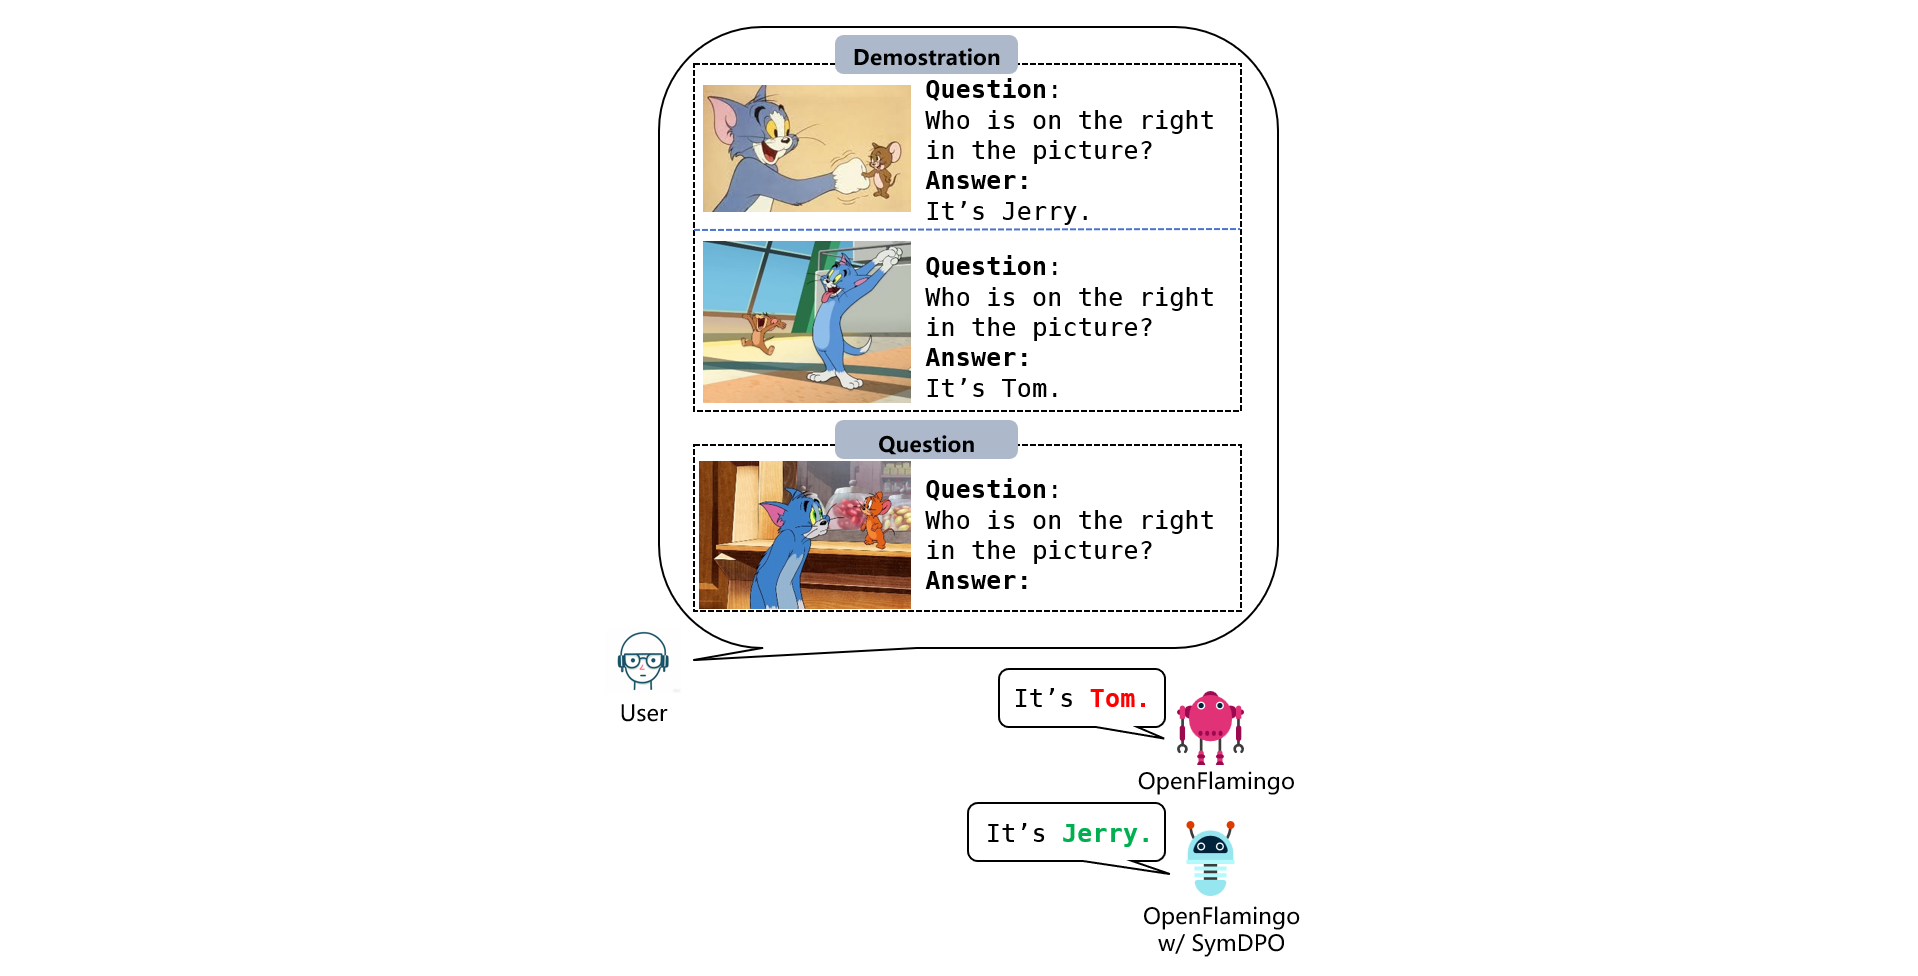 Demostration
Question:
Who is on the right
in the picture?
Answer:
It’s Jerry.
Question:
Who is on the right
in the picture?
Answer:
It’s Tom.
Question
Question:
Who is on the right
in the picture?
Answer:
User
It’s Tom.
OpenFlamingo
It’s Jerry.
OpenFlamingo
w/ SymDPO